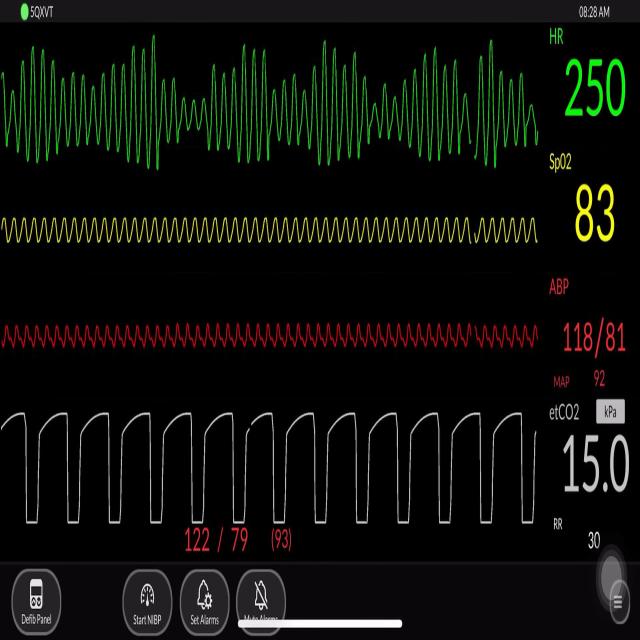 5QXVT
08:28 AM
HR
250
SpO2
83
ABP
118/81
MAP 92
etCO2 kPa
15.0
RR
30
122 / 79 (93)
Defib Panel
Set NIBP
Set Alarms
Mute Alarms